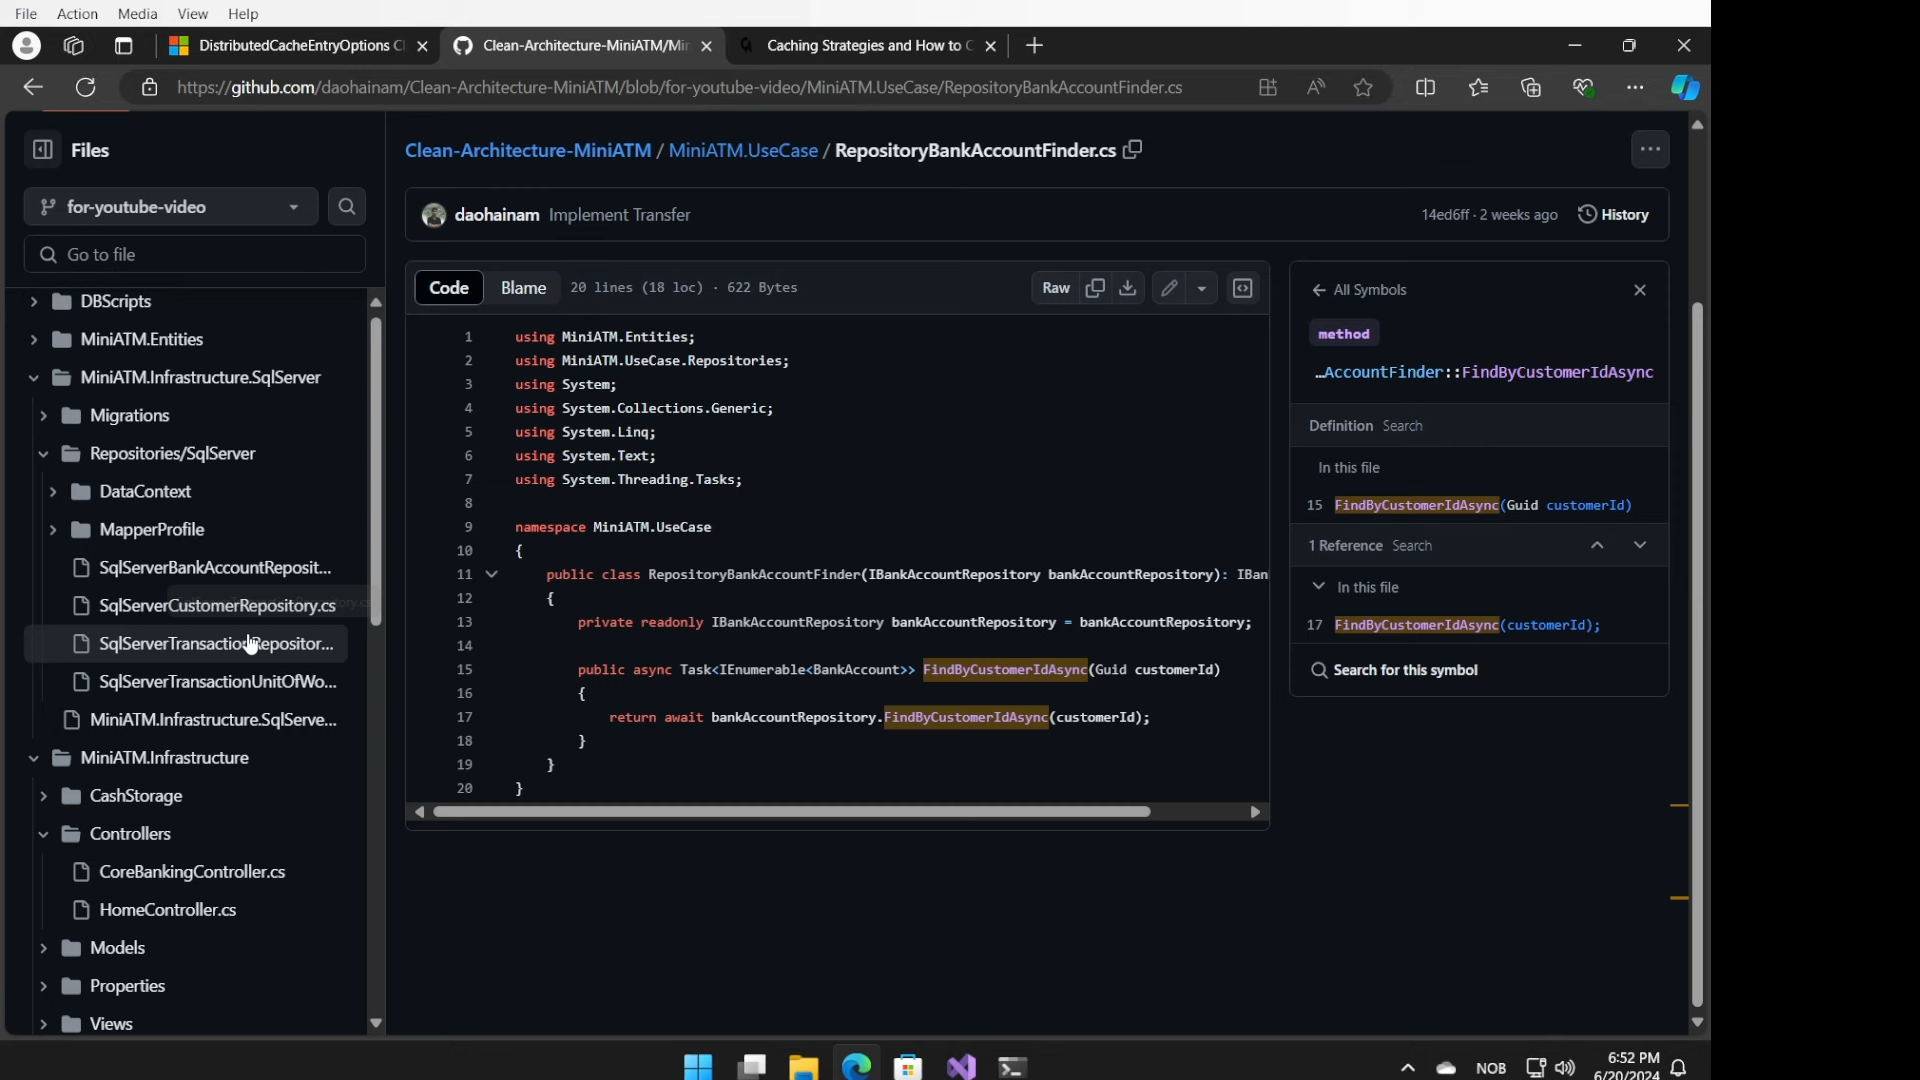 File Action Media View Help
DistributedCacheEntryOptions Cl Clean-Architecture-MiniATM/Min Caching Strategies and How to C
https://github.com/daohainam/Clean-Architecture-MiniATM/blob/for-youtube-video/MiniATM.UseCase/RepositoryBankAccountFinder.cs
Files
for-youtube-video
Go to file
DBScripts
MiniATM.Entities
MiniATM.Infrastructure.SqlServer
Migrations
Repositories/SqlServer
DataContext
MapperProfile
SqlServerBankAccountReposit...
SqlServerCustomerRepository.cs
SqlServerTransactionRepositor...
SqlServerTransactionUnitOfWo...
MiniATM.Infrastructure.SqlServe...
MiniATM.Infrastructure
CashStorage
Controllers
CoreBankingController.cs
HomeController.cs
Models
Properties
Views
Clean-Architecture-MiniATM / MiniATM.UseCase / RepositoryBankAccountFinder.cs
daohainam Implement Transfer 14ed6ff · 2 weeks ago History
Code Blame 20 lines (18 loc) · 622 Bytes Raw
1 using MiniATM.Entities;
2 using MiniATM.UseCase.Repositories;
3 using System;
4 using System.Collections.Generic;
5 using System.Linq;
6 using System.Text;
7 using System.Threading.Tasks;
8
9 namespace MiniATM.UseCase
10 {
11 public class RepositoryBankAccountFinder(IBankAccountRepository bankAccountRepository): IBan
12 {
13 private readonly IBankAccountRepository bankAccountRepository = bankAccountRepository;
14
15 public async Task<IEnumerable<BankAccount>> FindByCustomerIdAsync(Guid customerId)
16 {
17 return await bankAccountRepository.FindByCustomerIdAsync(customerId);
18 }
19 }
20 }
All Symbols
method
...AccountFinder::FindByCustomerIdAsync
Definition Search
In this file
15 FindByCustomerIdAsync(Guid customerId)
1 Reference Search
In this file
17 FindByCustomerIdAsync(customerId);
Search for this symbol
NOB
6:52 PM
6/20/2024